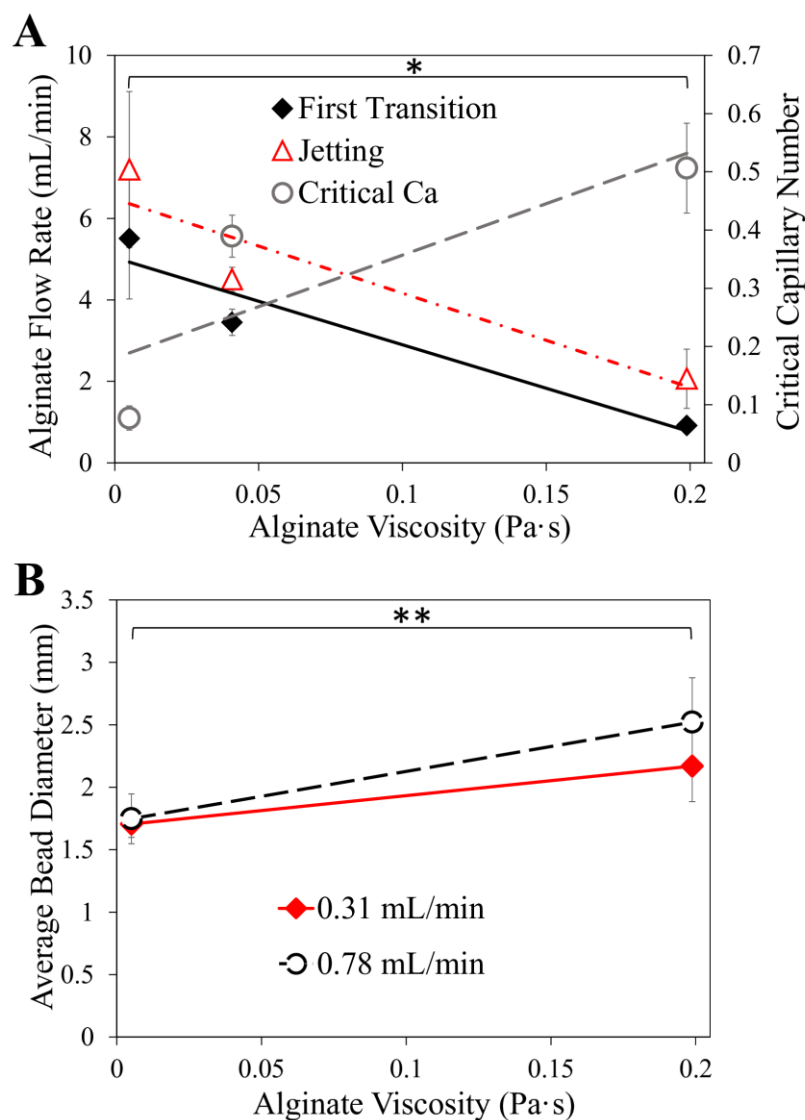 A
Alginate Flow Rate (mL/min)
10
8
6
4
2
0
*
First Transition
Jetting
Critical Ca
0.7
0.6
0.5
0.4
0.3
0.2
0.1
0
Critical Capillary Number
0
0.05
0.1
0.15
0.2
Alginate Viscosity (Pa·s)
B
Average Bead Diameter (mm)
3.5
3
2.5
2
1.5
1
0.5
0
**
0.31 mL/min
0.78 mL/min
0
0.05
0.1
0.15
0.2
Alginate Viscosity (Pa·s)